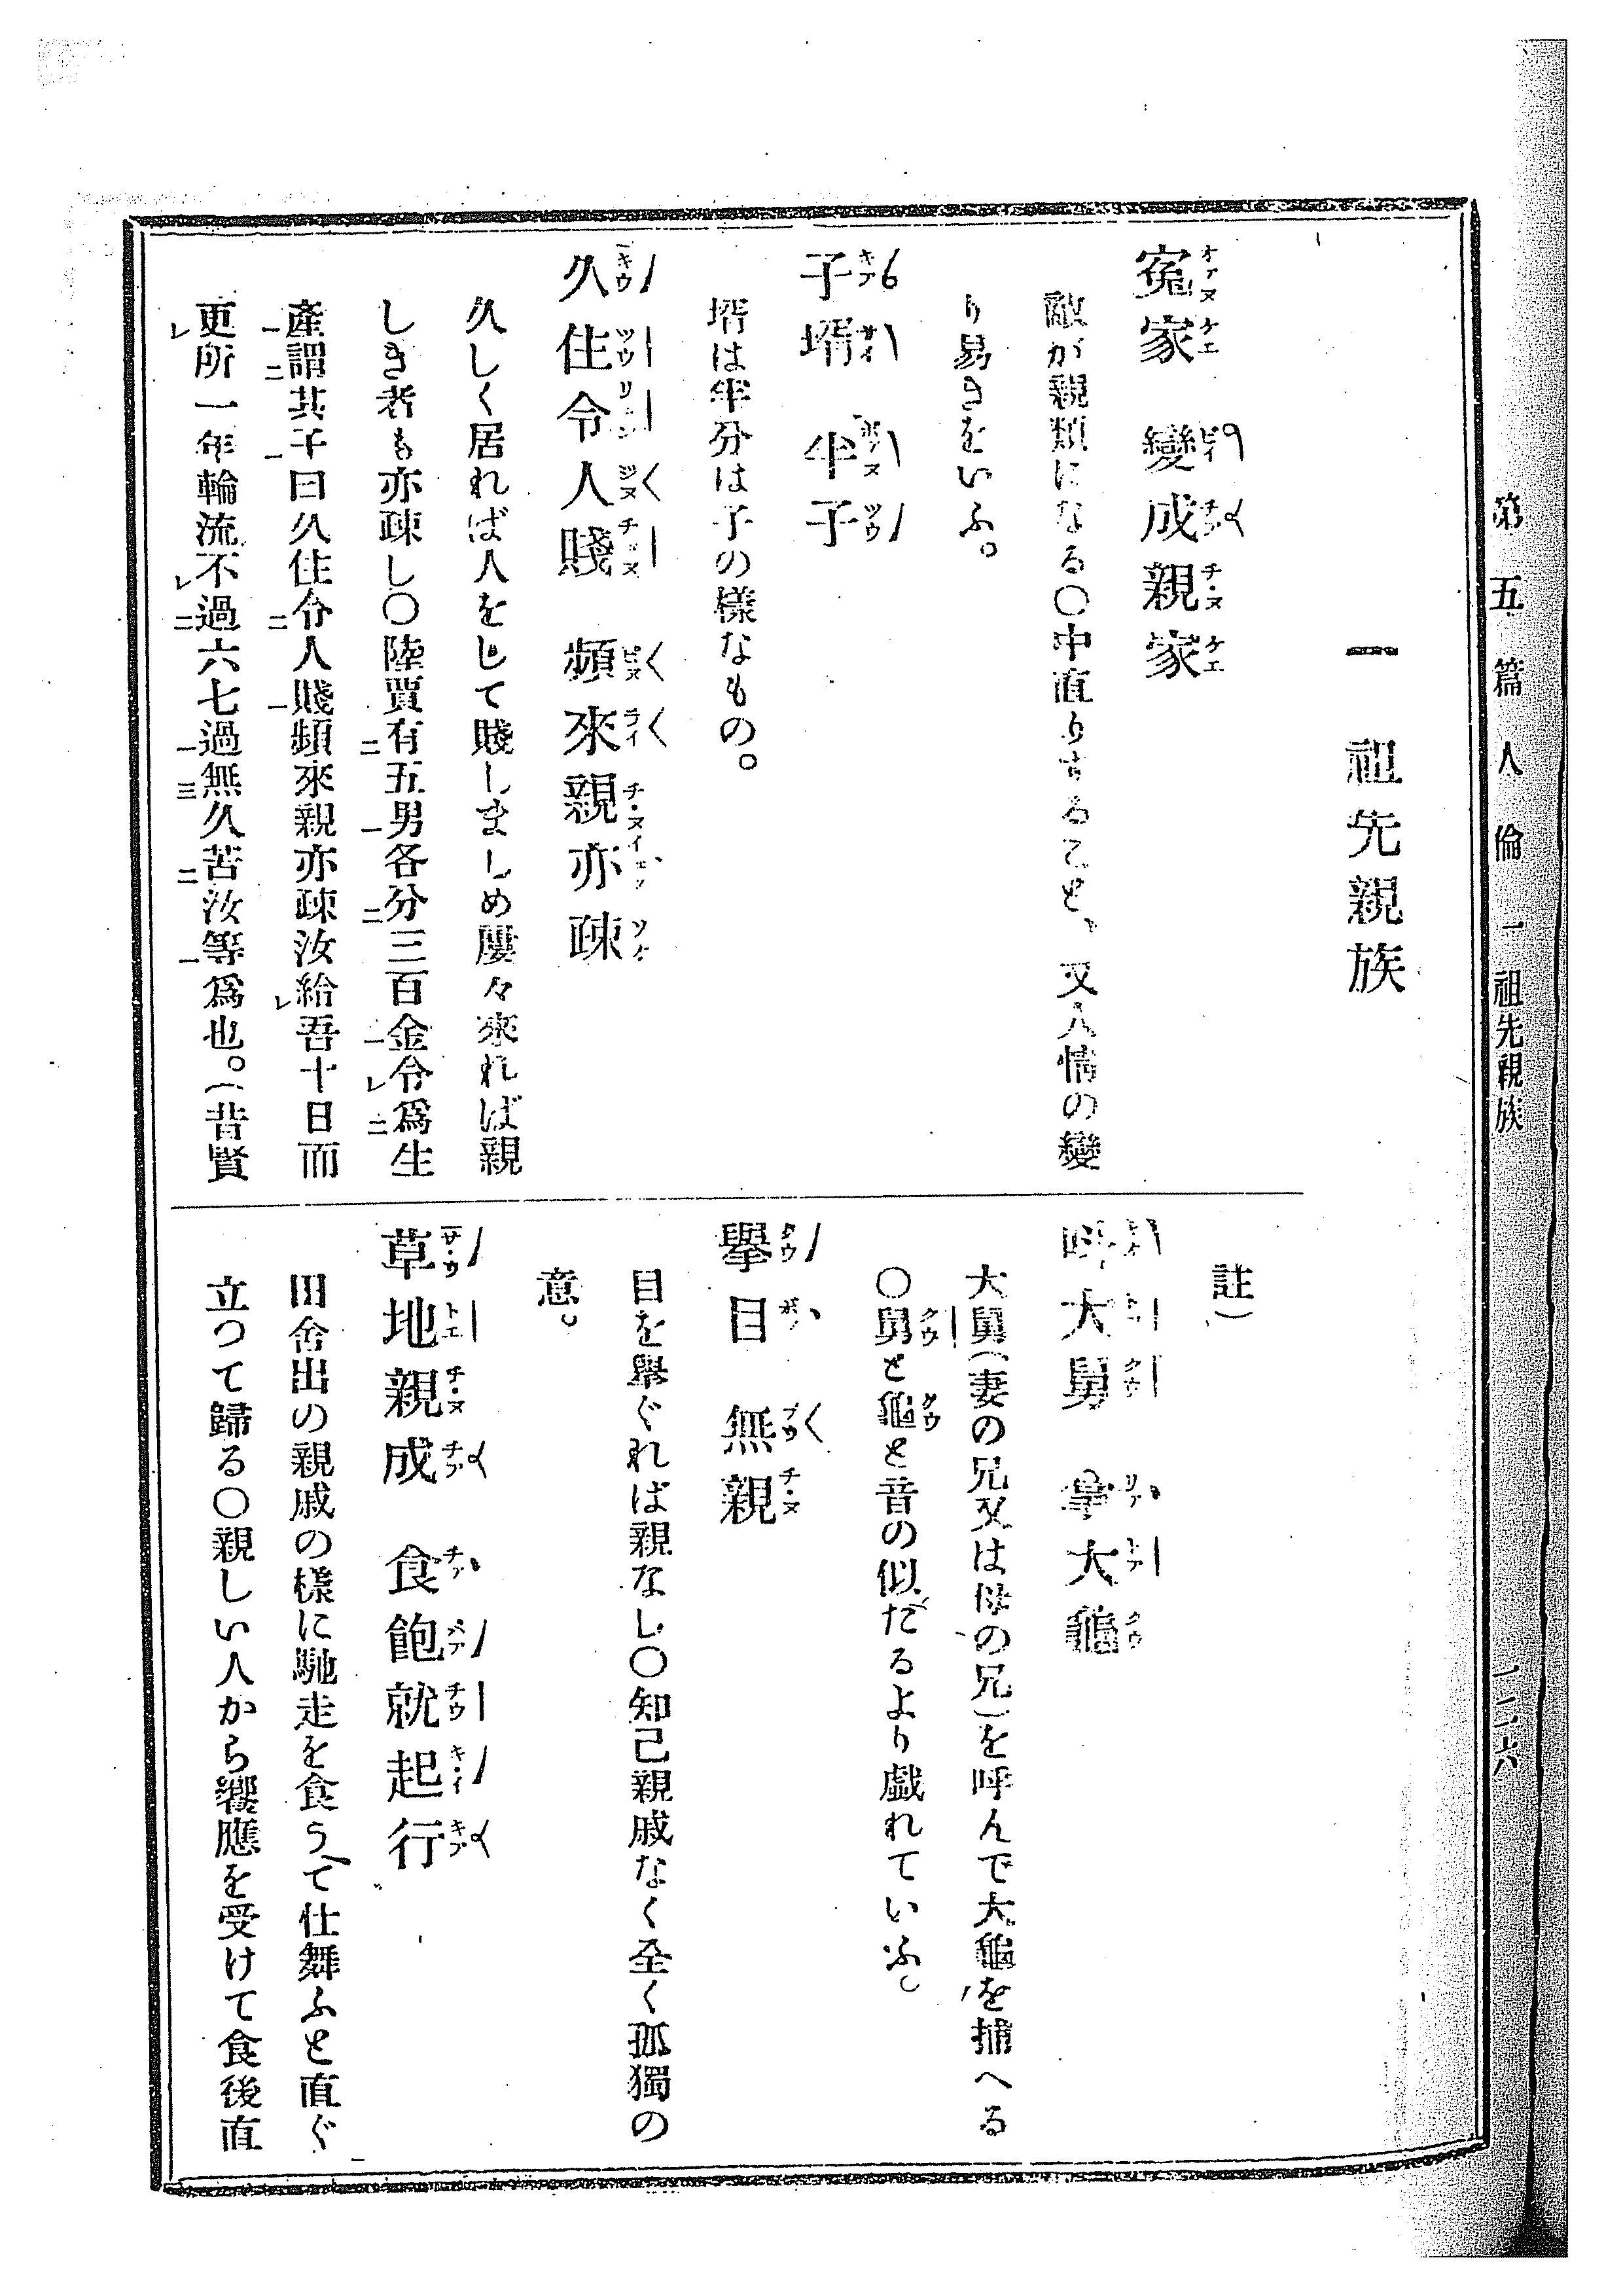 第五篇 人倫 一 祖先親族
一二六
一 祖先親族
寃家 變成親家
敵が親類になる〇中直りすること、又人情の變
り易きをいふ。
子壻 半子
壻は半分は子の樣なもの。
久住令人賤 頻來親亦疎
久しく居れば人をして賤しましめ屢々來れば親
しき者も亦疎し〇陸賈有五男各分三百金令爲生
產謂其子曰久住令人賤頻來親亦疎汝給吾十日而
更所一年輪流不過六七過無久苦汝等爲也。(昔賢
註)
呼大舅 拿大龜
大舅(妻の兄又は母の兄)を呼んで大龜を捕へる
〇舅と龜と音の似たるより戯れていふ。
擧目 無親
目を擧ぐれば親なし〇知己親戚なく全く孤獨の
意。
草地親成 食飽就起行
田舍出の親戚の樣に馳走を食うて仕舞ふと直ぐ
立つて歸る〇親しい人から饗應を受けて食後直